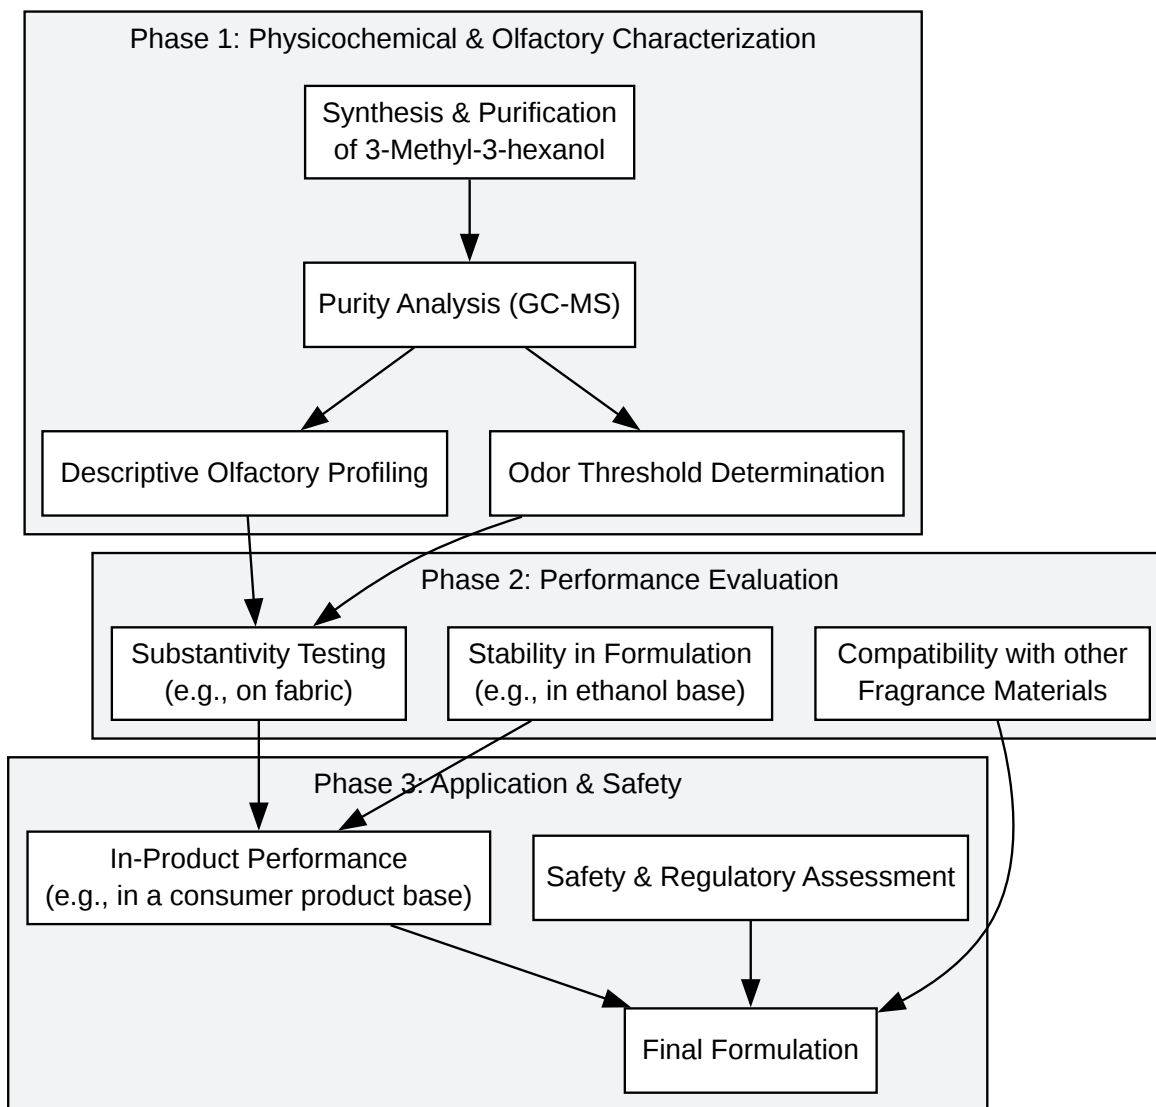 Phase 1: Physicochemical & Olfactory Characterization
Synthesis & Purification
of 3-Methyl-3-hexanol
Purity Analysis (GC-MS)
Descriptive Olfactory Profiling
Odor Threshold Determination
Phase 2: Performance Evaluation
Substantivity Testing
(e.g., on fabric)
Stability in Formulation
(e.g., in ethanol base)
Compatibility with other
Fragrance Materials
Phase 3: Application & Safety
In-Product Performance
(e.g., in a consumer product base)
Safety & Regulatory Assessment
Final Formulation